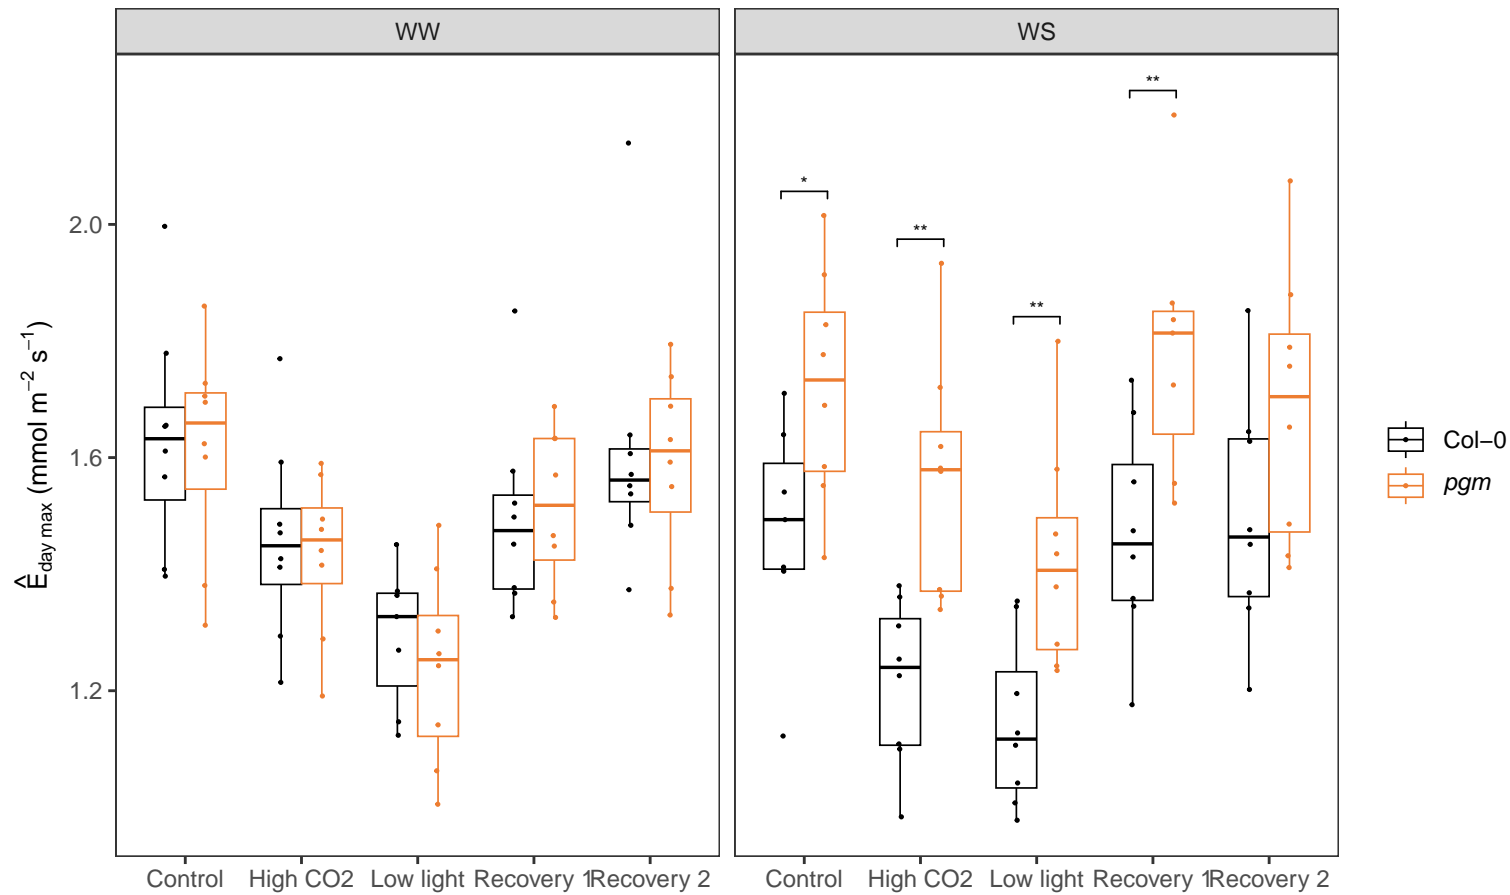 WW WS
** 
* 
** 
** 
2.0
1.6
1.2
Ê day max (mmol m⁻² s⁻¹)
Control High CO2 Low light Recovery 1 Recovery 2 Control High CO2 Low light Recovery 1 Recovery 2
Col−0
pgm